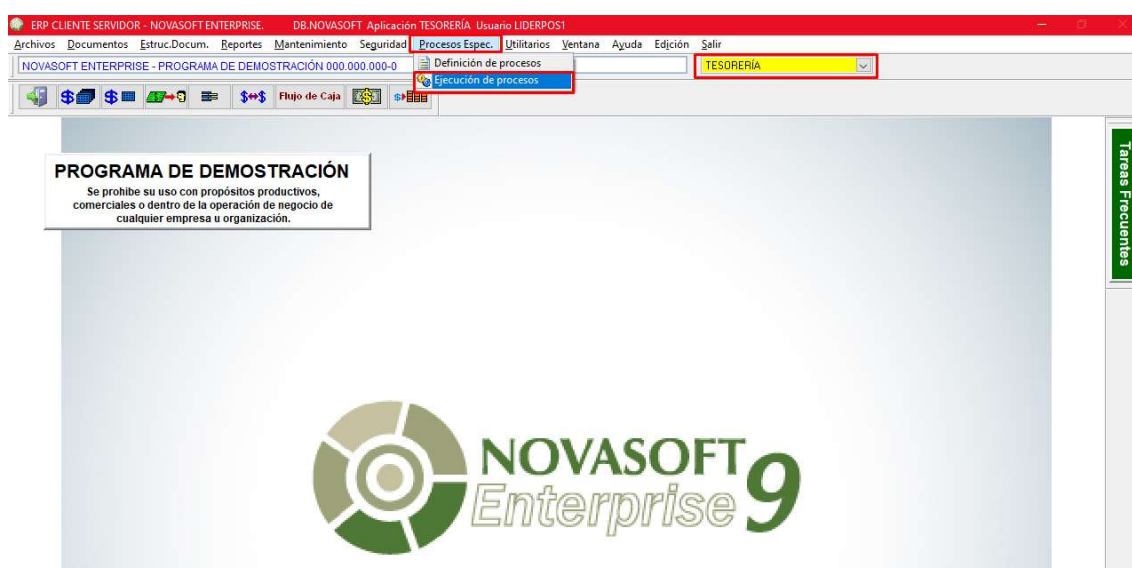 ERP CLIENTE SERVIDOR - NOVASOFT ENTERPRISE. DB.NOVASOFT Aplicación TESORERÍA Usuario LIDERPOS1
Archivos Documentos Estruc.Docum. Reportes Mantenimiento Seguridad Procesos Espec. Utilitarios Ventana Ayuda Edición Salir
NOVASOFT ENTERPRISE - PROGRAMA DE DEMOSTRACIÓN 000.000.000-0
Definición de procesos
TESORERÍA
Ejecución de procesos
Flujo de Caja
PROGRAMA DE DEMOSTRACIÓN
Se prohibe su uso con propósitos productivos,
comerciales o dentro de la operación de negocio de
cualquier empresa u organización.
Tareas Frecuentes
NOVASOFT
Enterprise 9